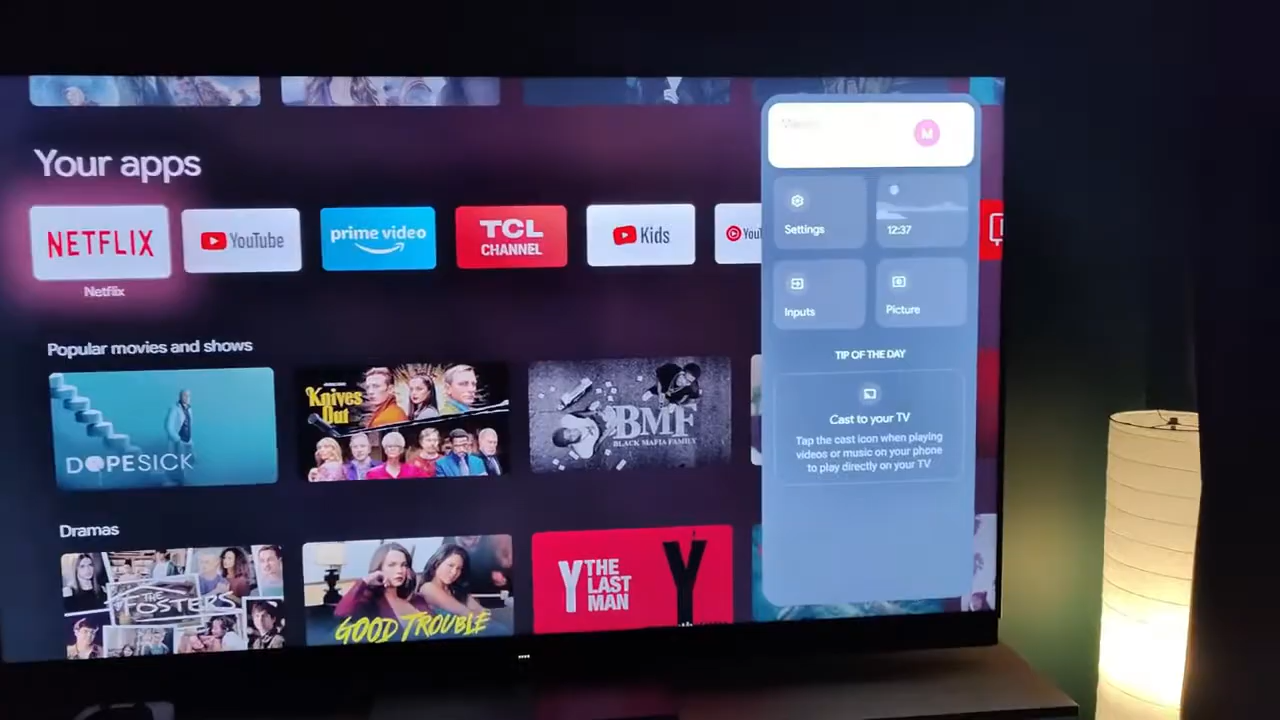 Your apps
NETFLIX
YouTube
prime video
TCL
CHANNEL
Kids
Netflix
Popular movies and shows
DOPESICK
Knives
Out
BMF
BLACK MAFIA FAMILY
Dramas
THE
FOSTERS
GOOD TROUBLE
Y THE
LAST
MAN
M
Settings
12:37
Inputs
Picture
TIP OF THE DAY
Cast to your TV
Tap the cast icon when playing
videos or music on your phone
to play directly on your TV